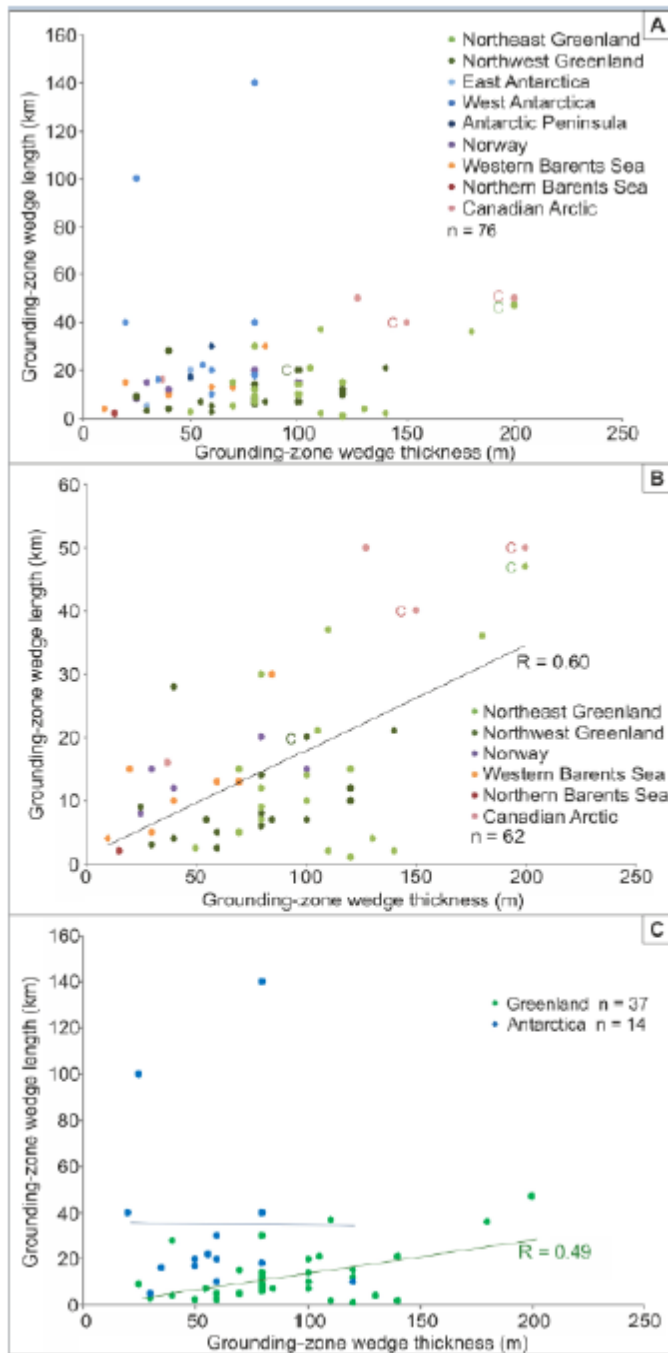 A
Grounding-zone wedge length (km)
160
140
120
100
80
60
40
20
0
Northeast Greenland
Northwest Greenland
East Antarctica
West Antarctica
Antarctic Peninsula
Norway
Western Barents Sea
Northern Barents Sea
Canadian Arctic
n = 76
C
C
C
C
0 50 100 150 200 250
Grounding-zone wedge thickness (m)
B
Grounding-zone wedge length (km)
60
50
40
30
20
10
0
C
C
C
C
R = 0.60
Northeast Greenland
Northwest Greenland
Norway
Western Barents Sea
Northern Barents Sea
Canadian Arctic
n = 62
0 50 100 150 200 250
Grounding-zone wedge thickness (m)
C
Grounding-zone wedge length (km)
160
140
120
100
80
60
40
20
0
Greenland n = 37
Antarctica n = 14
R = 0.49
0 50 100 150 200 250
Grounding-zone wedge thickness (m)